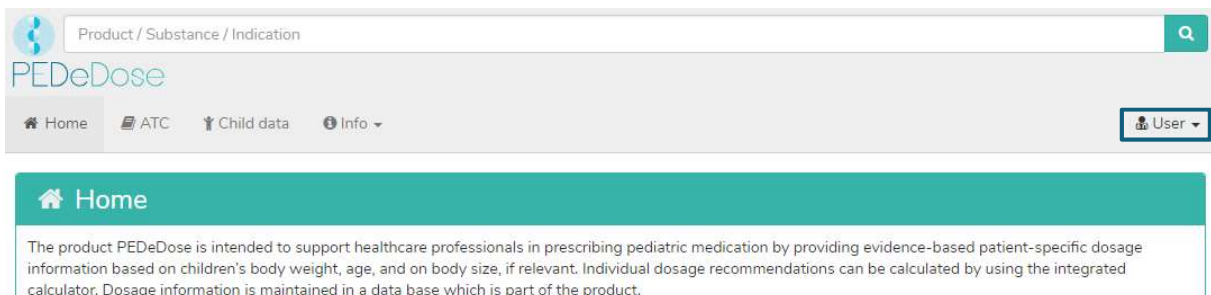 Product / Substance / Indication
PEDeDose
Home ATC Child data Info User
Home
The product PEDeDose is intended to support healthcare professionals in prescribing pediatric medication by providing evidence-based patient-specific dosage
information based on children's body weight, age, and on body size, if relevant. Individual dosage recommendations can be calculated by using the integrated
calculator. Dosage information is maintained in a data base which is part of the product.